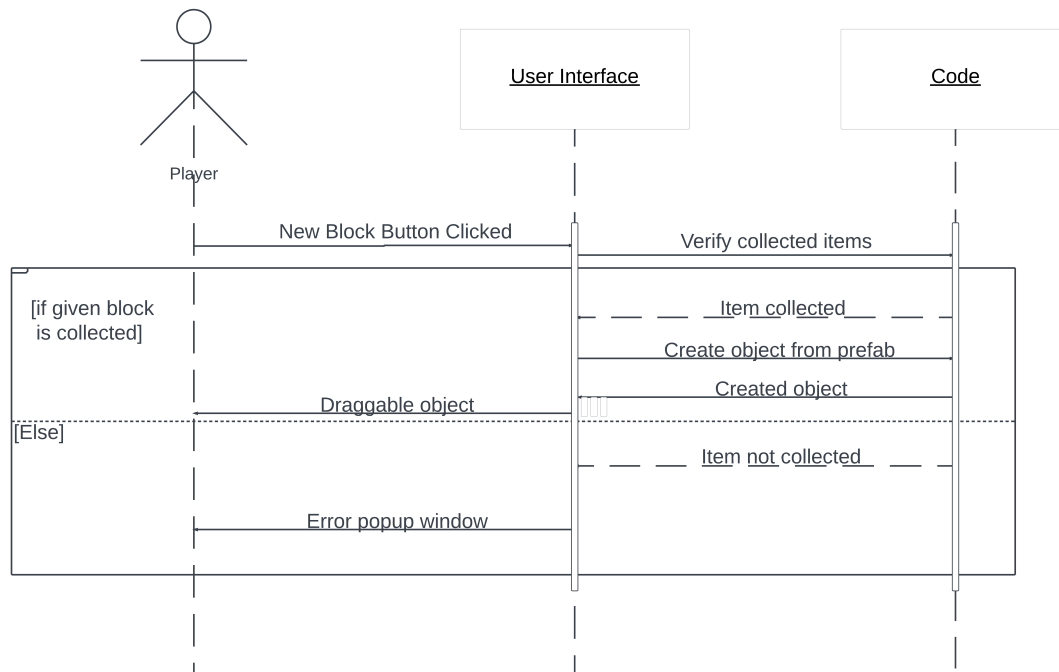 User Interface
Code
Player
New Block Button Clicked
Verify collected items
[if given block
is collected]
Item collected
Create object from prefab
Created object
Draggable object
[Else]
Item not collected
Error popup window